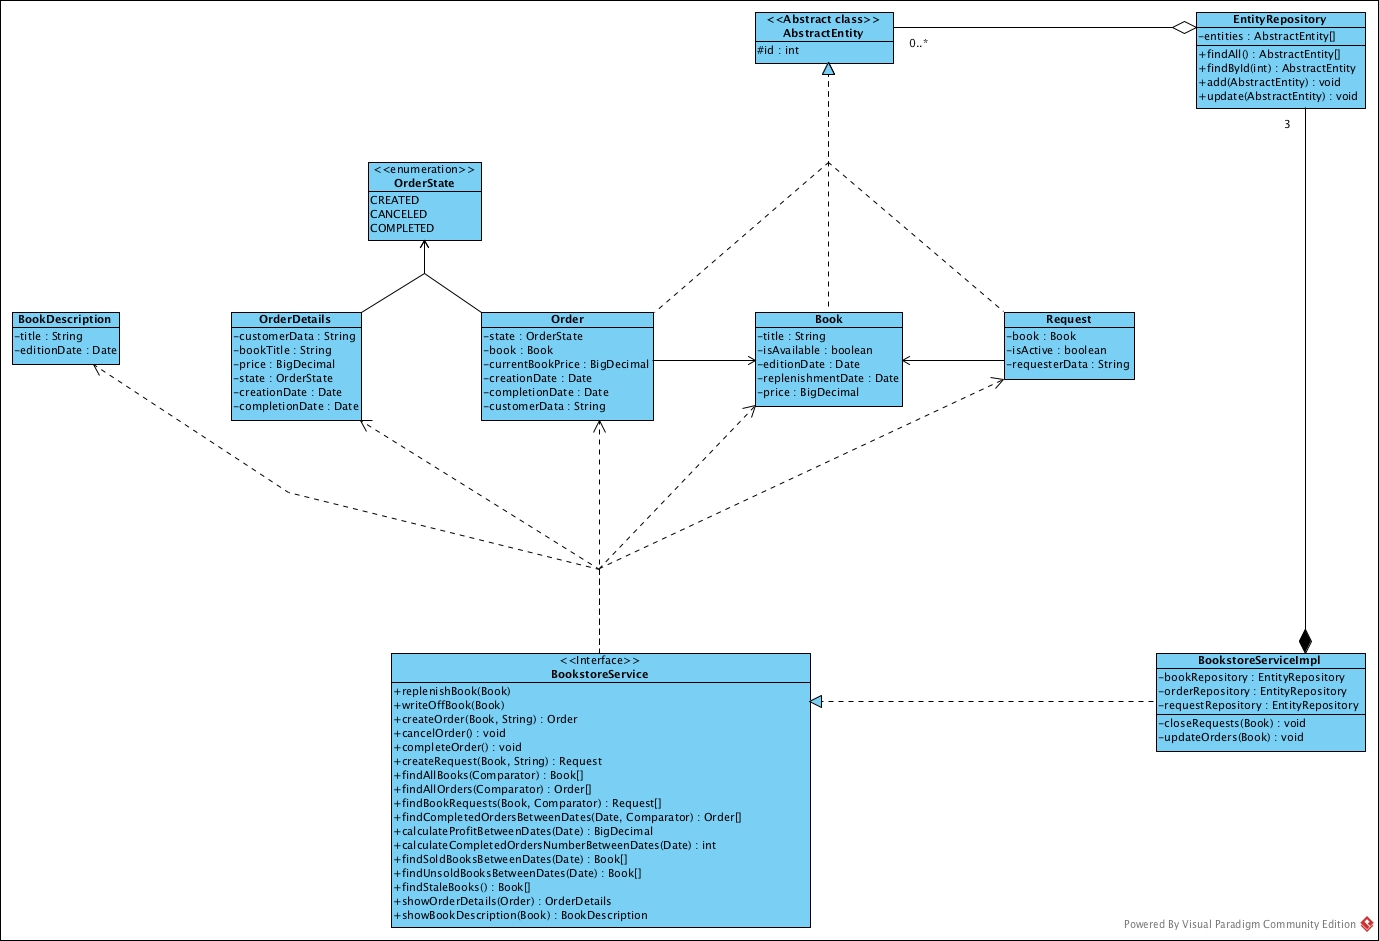 <<Abstract class>>
AbstractEntity
#id : int
0..*
EntityRepository
-entities : AbstractEntity[]
+findAll() : AbstractEntity[]
+findById(int) : AbstractEntity
+add(AbstractEntity) : void
+update(AbstractEntity) : void
3
<<enumeration>>
OrderState
CREATED
CANCELED
COMPLETED
BookDescription
-title : String
-editionDate : Date
OrderDetails
-customerData : String
-bookTitle : String
-price : BigDecimal
-state : OrderState
-creationDate : Date
-completionDate : Date
Order
-state : OrderState
-book : Book
-currentBookPrice : BigDecimal
-creationDate : Date
-completionDate : Date
-customerData : String
Book
-title : String
-isAvailable : boolean
-editionDate : Date
-replenishmentDate : Date
-price : BigDecimal
Request
-book : Book
-isActive : boolean
-requesterData : String
<<Interface>>
BookstoreService
+replenishBook(Book)
+writeOffBook(Book)
+createOrder(Book, String) : Order
+cancelOrder() : void
+completeOrder() : void
+createRequest(Book, String) : Request
+findAllBooks(Comparator) : Book[]
+findAllOrders(Comparator) : Order[]
+findBookRequests(Book, Comparator) : Request[]
+findCompletedOrdersBetweenDates(Date, Comparator) : Order[]
+calculateProfitBetweenDates(Date) : BigDecimal
+calculateCompletedOrdersNumberBetweenDates(Date) : int
+findSoldBooksBetweenDates(Date) : Book[]
+findUnsoldBooksBetweenDates(Date) : Book[]
+findStaleBooks() : Book[]
+showOrderDetails(Order) : OrderDetails
+showBookDescription(Book) : BookDescription
BookstoreServiceImpl
-bookRepository : EntityRepository
-orderRepository : EntityRepository
-requestRepository : EntityRepository
-closeRequests(Book) : void
-updateOrders(Book) : void
Powered By Visual Paradigm Community Edition